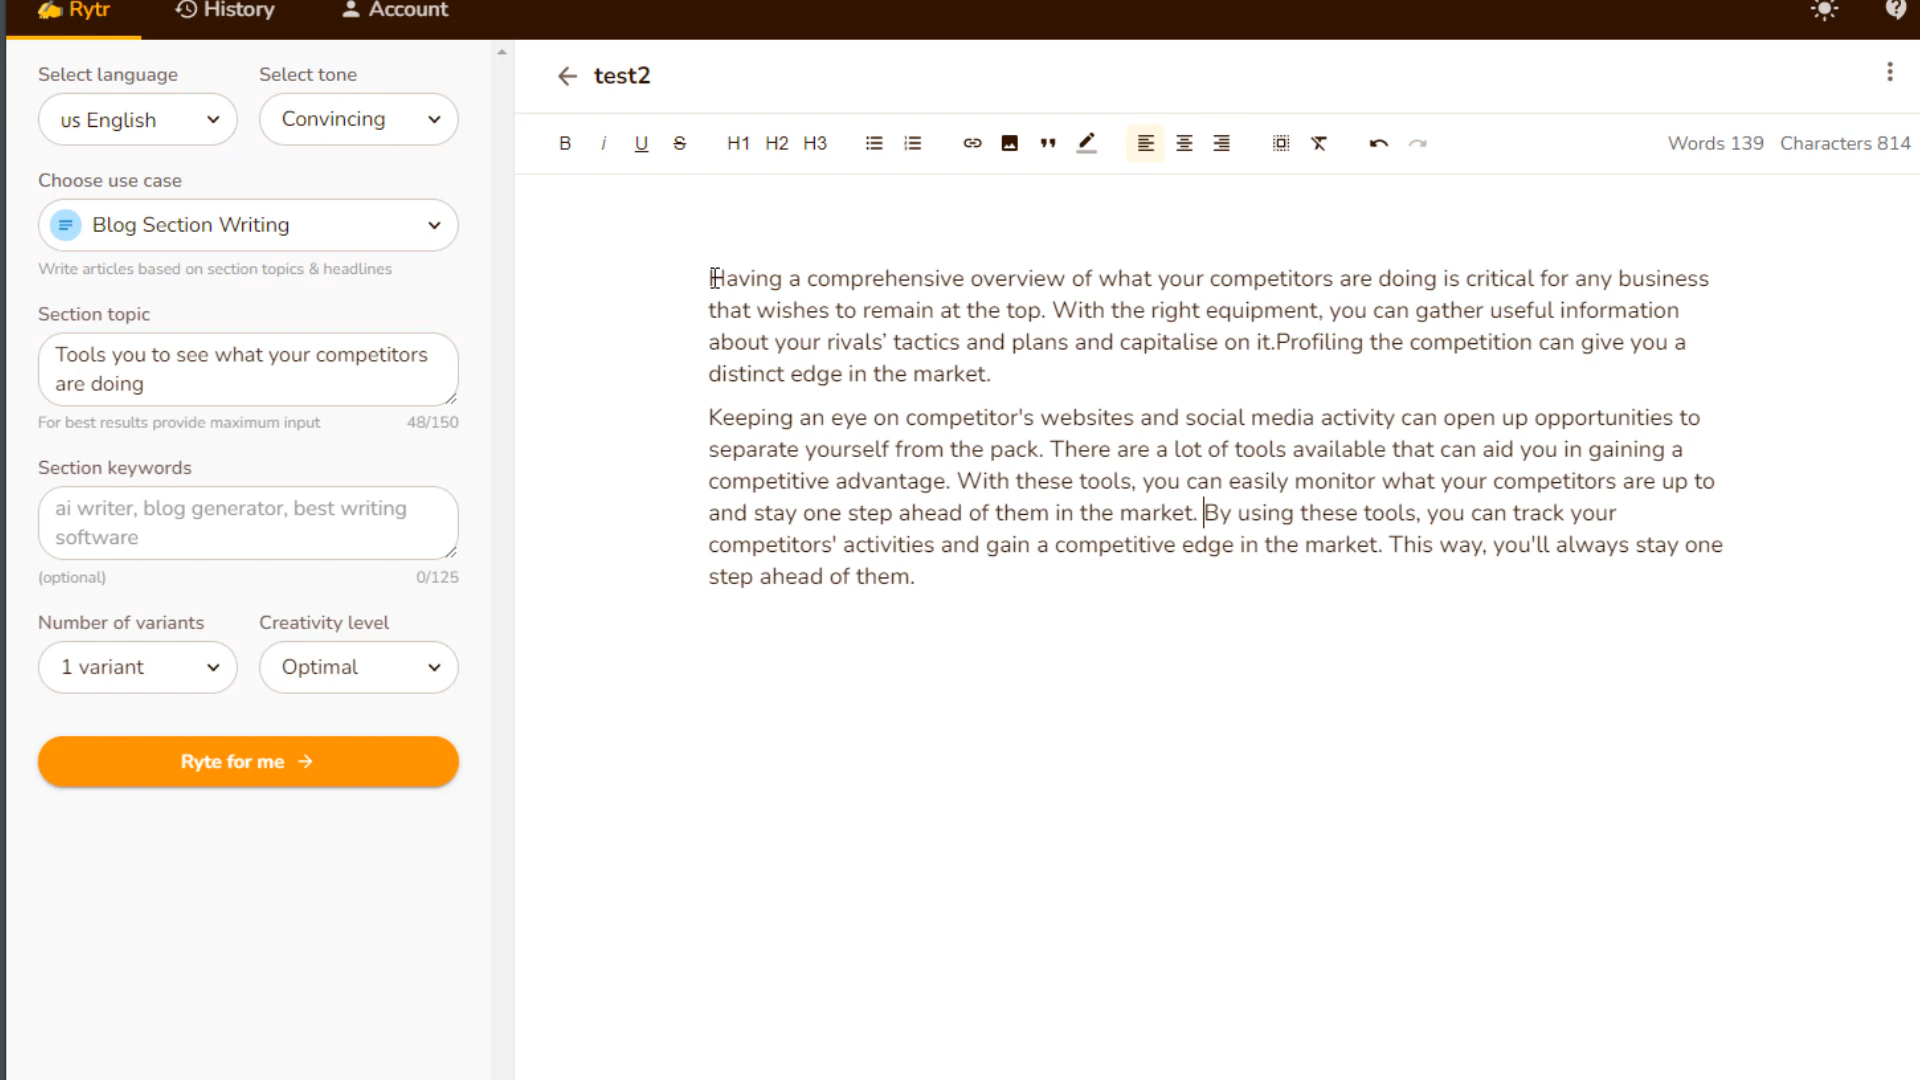 Rytr History Account
Select language Select tone
us English Convincing
Choose use case
Blog Section Writing
Write articles based on section topics & headlines
Section topic
Tools you to see what your competitors
are doing
For best results provide maximum input 48/150
Section keywords
ai writer, blog generator, best writing
software
(optional) 0/125
Number of variants Creativity level
1 variant Optimal
Ryte for me →
test2
B i U S H1 H2 H3 Words 139 Characters 814
Having a comprehensive overview of what your competitors are doing is critical for any business
that wishes to remain at the top. With the right equipment, you can gather useful information
about your rivals’ tactics and plans and capitalise on it.Profiling the competition can give you a
distinct edge in the market.
Keeping an eye on competitor's websites and social media activity can open up opportunities to
separate yourself from the pack. There are a lot of tools available that can aid you in gaining a
competitive advantage. With these tools, you can easily monitor what your competitors are up to
and stay one step ahead of them in the market. By using these tools, you can track your
competitors' activities and gain a competitive edge in the market. This way, you'll always stay one
step ahead of them.